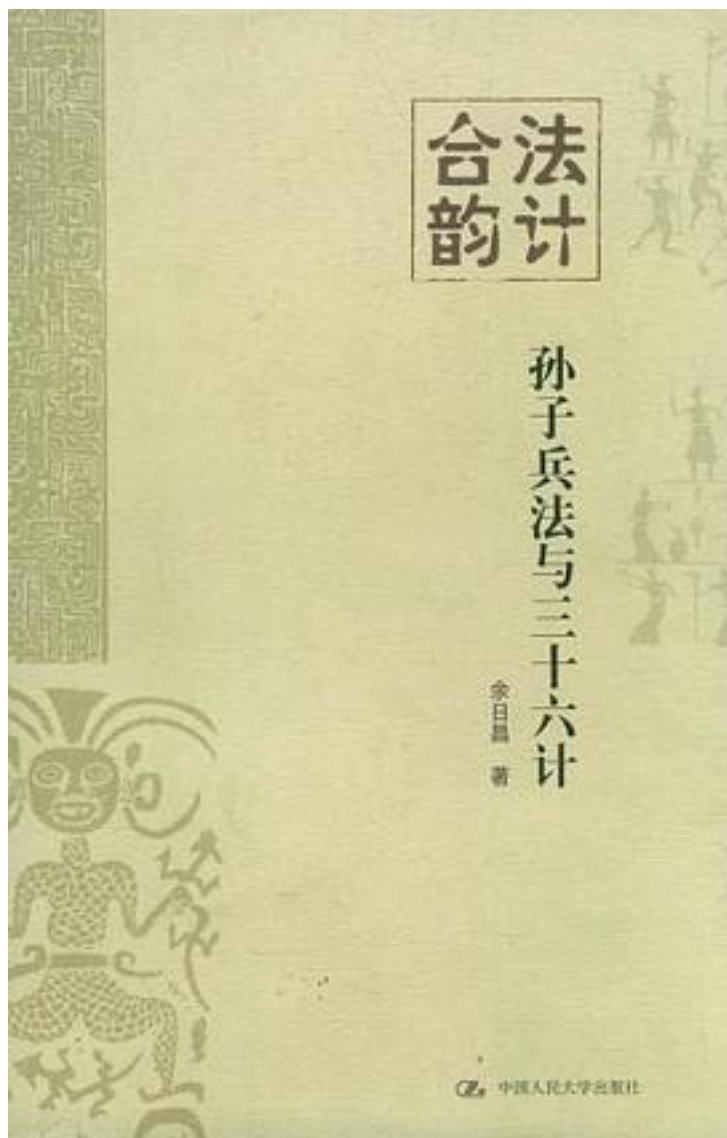 法计
合韵
孙子兵法与三十六计
余日昌 著
中国人民大学出版社